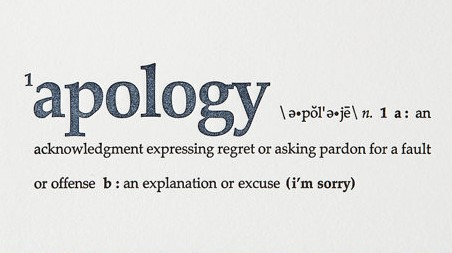 ¹apology \ə•pŏl'ə•jē\ n. 1 a : an
acknowledgment expressing regret or asking pardon for a fault
or offense b : an explanation or excuse (i'm sorry)